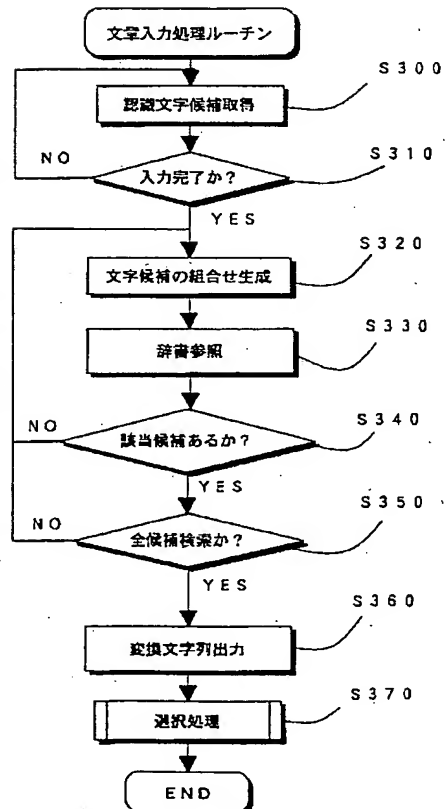 文章入力処理ルーチン
S300
認識文字候補取得
NO
S310
入力完了か?
YES
S320
文字候補の組合せ生成
S330
辞書参照
NO
S340
該当候補あるか?
YES
S350
NO
全候補検索か?
YES
S360
変換文字列出力
S370
選択処理
END